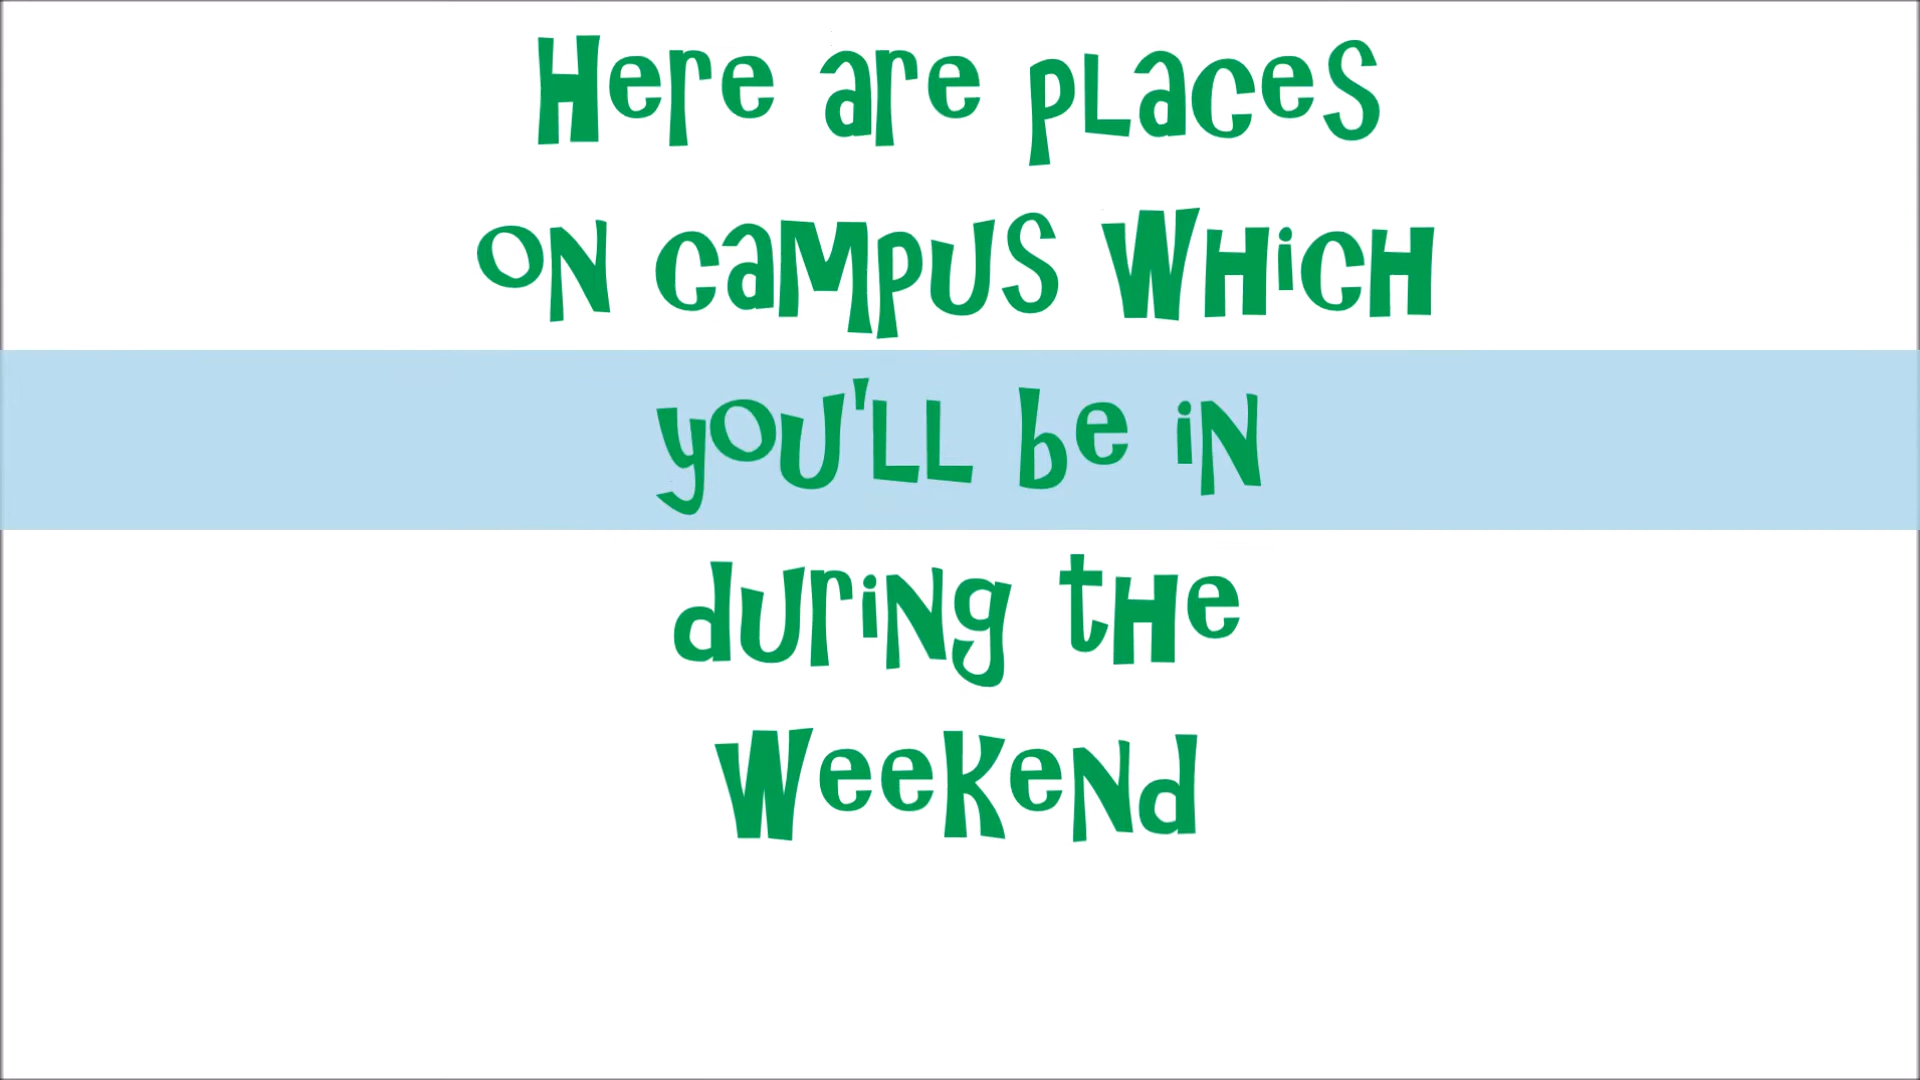 Here are places
on campus which
you'll be in
during the
weekend